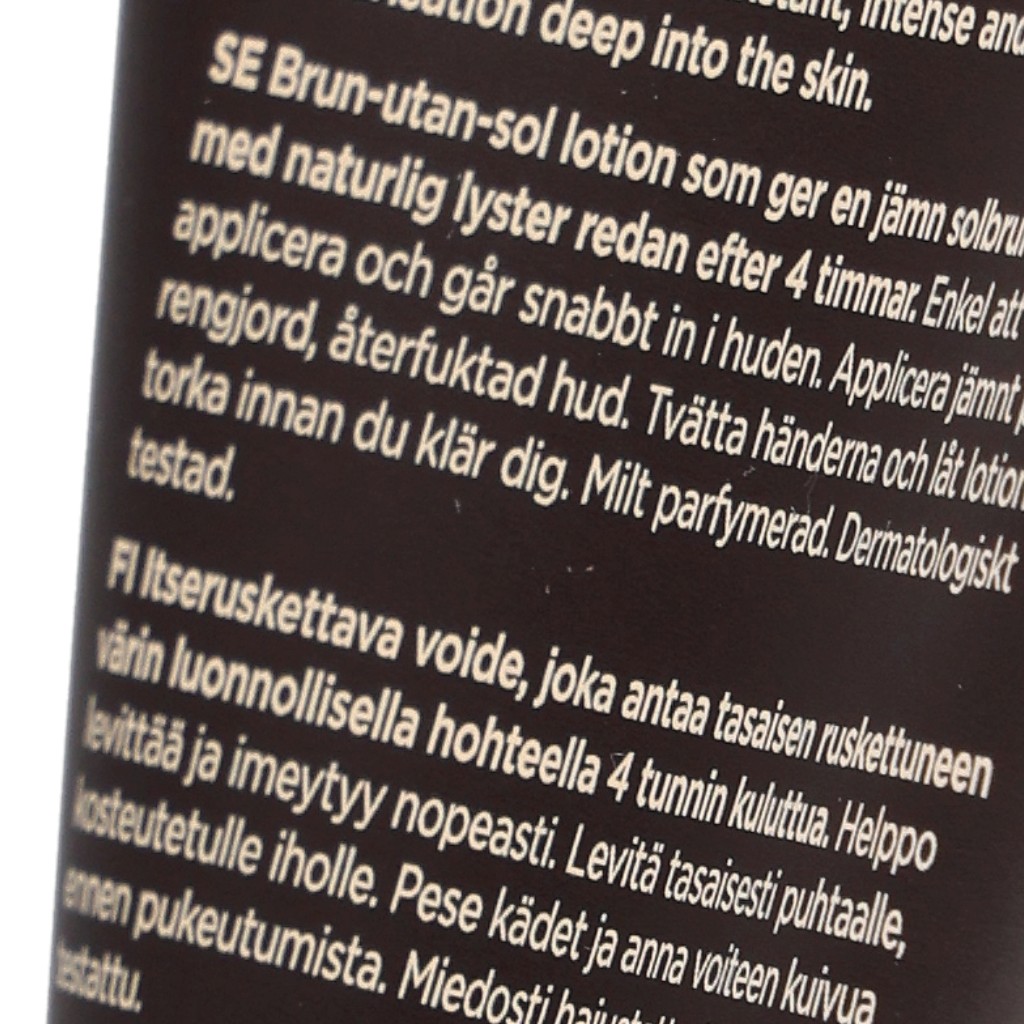 intense and
deep into the skin.
SE Brun-utan-sol lotion som ger en jämn
med naturlig lyster redan efter 4 timmar. Enkel att
applicera och går snabbt in i huden. Applicera jämnt
rengjord, återfuktad hud. Tvätta händerna och låt
torka innan du klär dig. Milt parfymerad. Dermatologiskt
testad.
FI Itseruskettava voide, joka antaa tasaisen ruskettuneen
värin luonnollisella hohteella 4 tunnin kuluttua. Helppo
levittää ja imeytyy nopeasti. Levitä tasaisesti puhtaalle,
kosteutetulle iholle. Pese kädet ja anna voiteen kuivua
ennen pukeutumista. Miedosti
testattu.